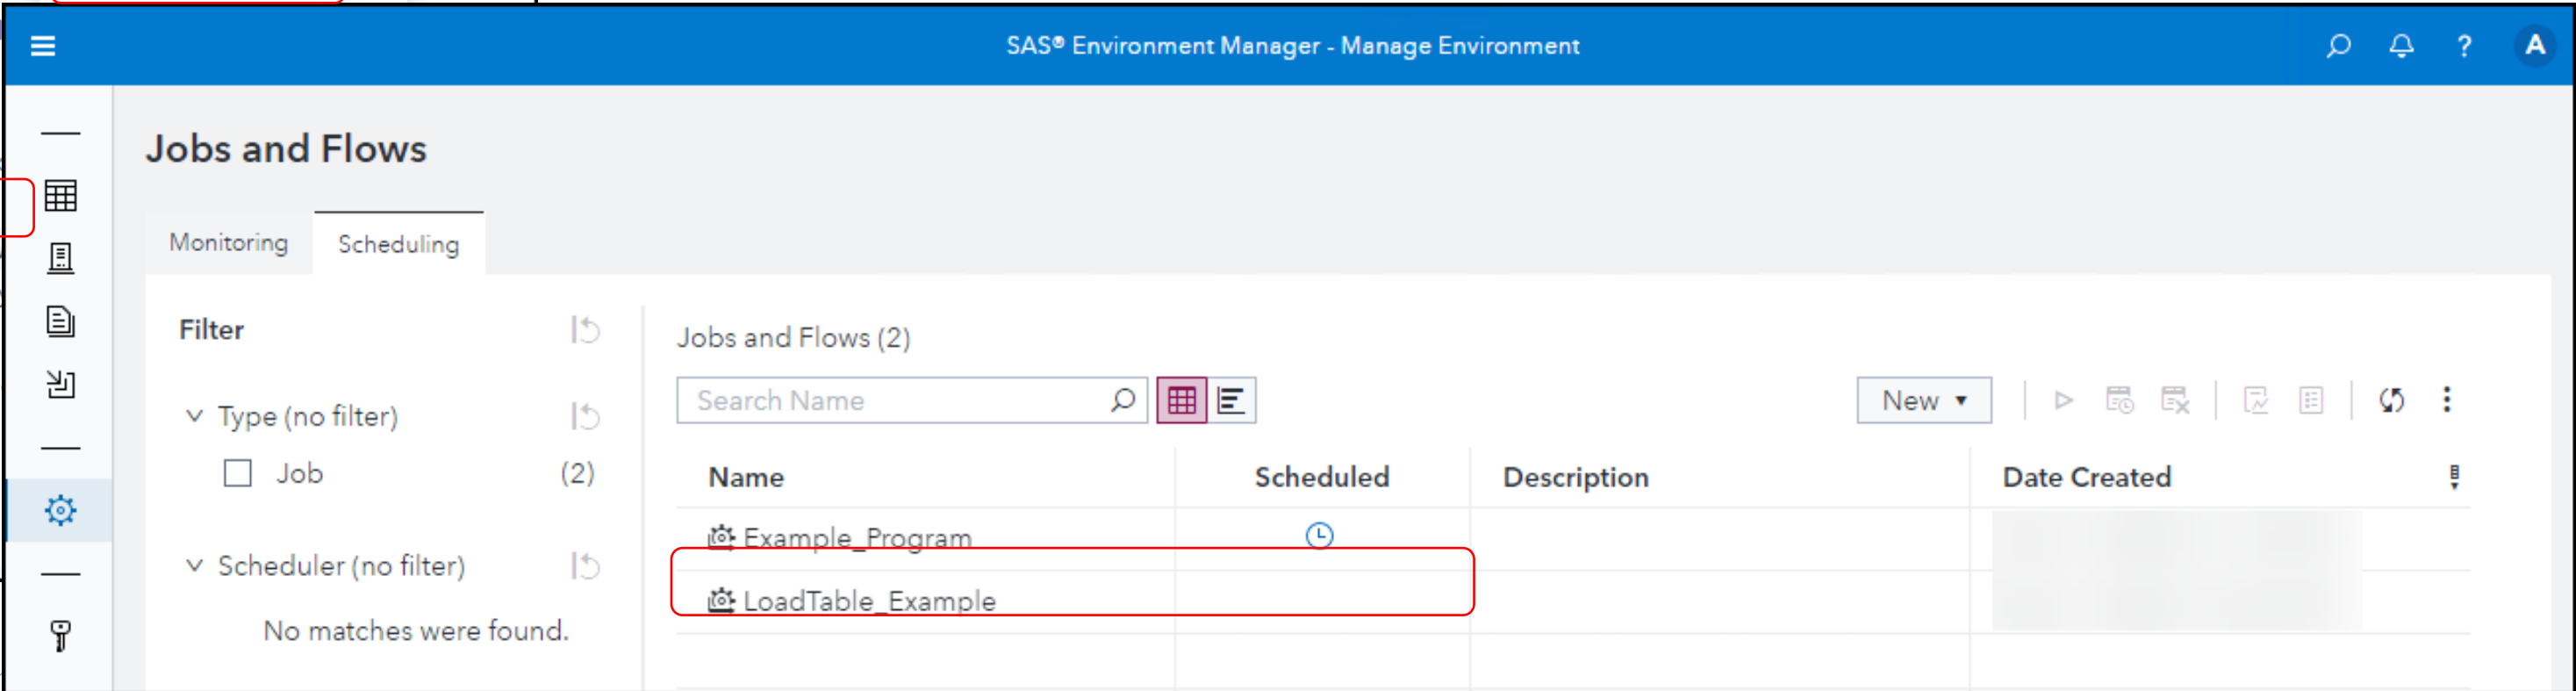 SAS® Environment Manager - Manage Environment
? A
Jobs and Flows
Monitoring Scheduling
Filter
Jobs and Flows (2)
Search Name
New
Type (no filter)
Job (2)
Name Scheduled Description Date Created
Example_Program
Scheduler (no filter)
LoadTable_Example
No matches were found.